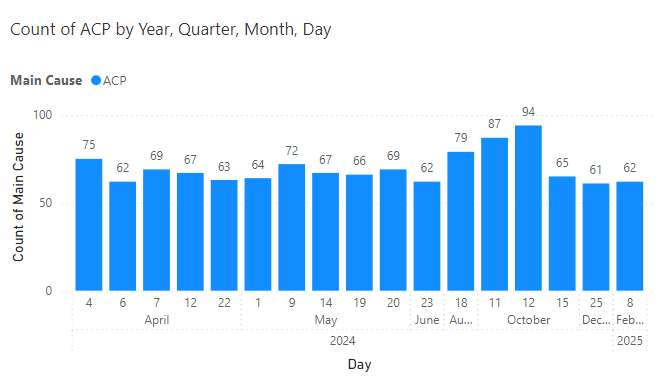 Count of ACP by Year, Quarter, Month, Day
Main Cause ACP
100
50
0
Count of Main Cause
75 62 69 67 63 64 72 67 66 69 62 79 87 94 65 61 62
4 6 7 12 22 1 9 14 19 20 23 18 11 12 15 25 8
April May June Au... October Dec... Feb...
2024 2025
Day